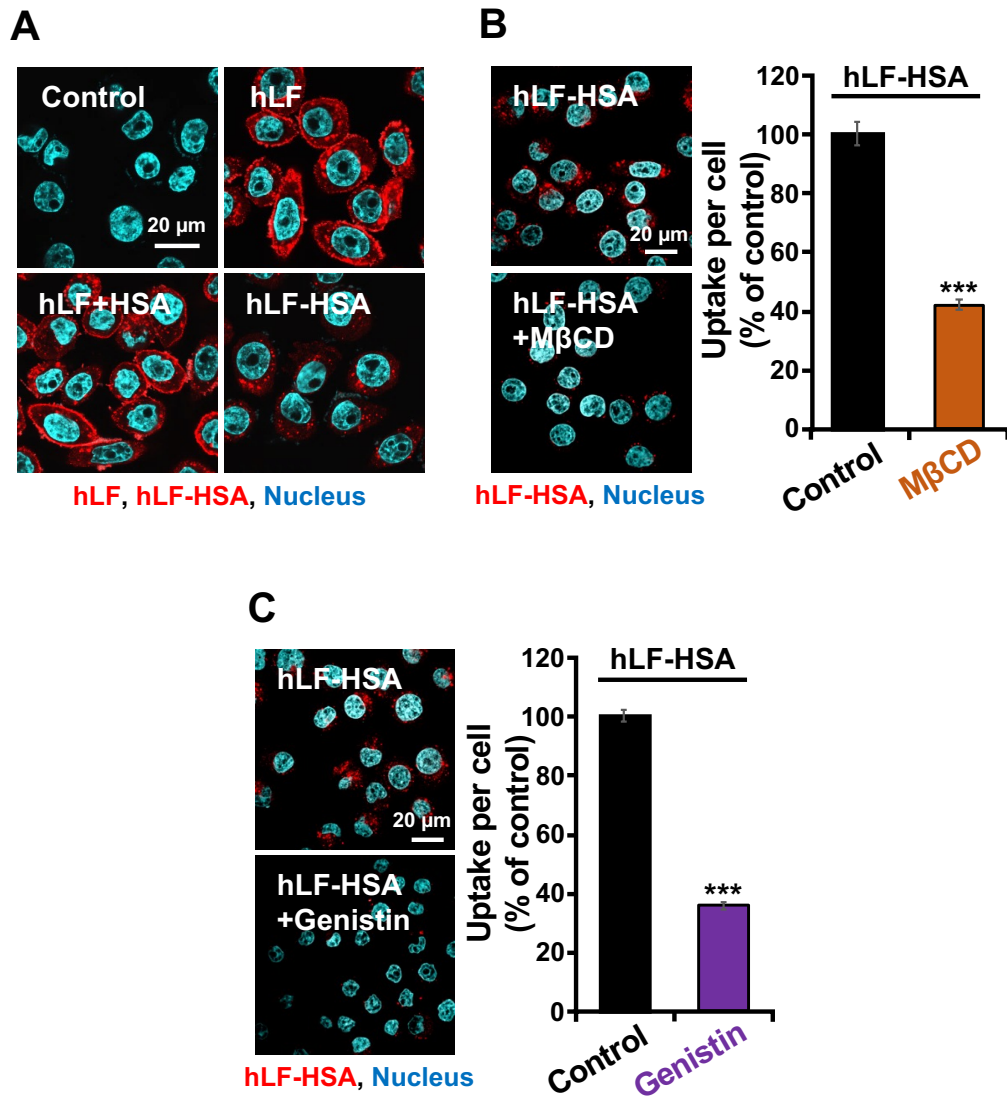 A
Control
hLF
20 µm
hLF+HSA
hLF-HSA
hLF, hLF-HSA, Nucleus
B
hLF-HSA
20 µm
hLF-HSA
+MβCD
hLF-HSA, Nucleus
Uptake per cell
(% of control)
120
100
80
60
40
20
0
hLF-HSA
***
Control
MβCD
C
hLF-HSA
20 µm
hLF-HSA
+Genistin
hLF-HSA, Nucleus
Uptake per cell
(% of control)
120
100
80
60
40
20
0
hLF-HSA
***
Control
Genistin